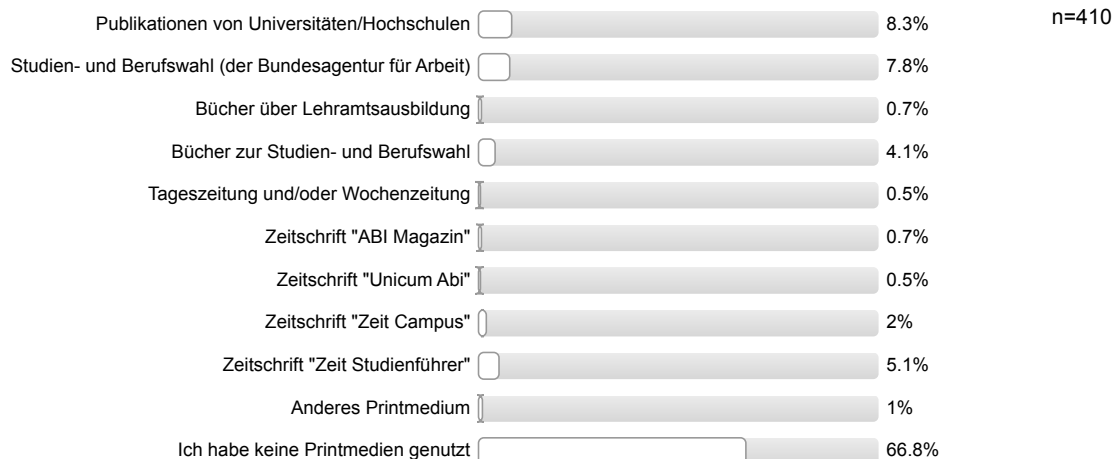 Publikationen von Universitäten/Hochschulen 8.3% n=410
Studien- und Berufswahl (der Bundesagentur für Arbeit) 7.8%
Bücher über Lehramtsausbildung 0.7%
Bücher zur Studien- und Berufswahl 4.1%
Tageszeitung und/oder Wochenzeitung 0.5%
Zeitschrift "ABI Magazin" 0.7%
Zeitschrift "Unicum Abi" 0.5%
Zeitschrift "Zeit Campus" 2%
Zeitschrift "Zeit Studienführer" 5.1%
Anderes Printmedium 1%
Ich habe keine Printmedien genutzt 66.8%